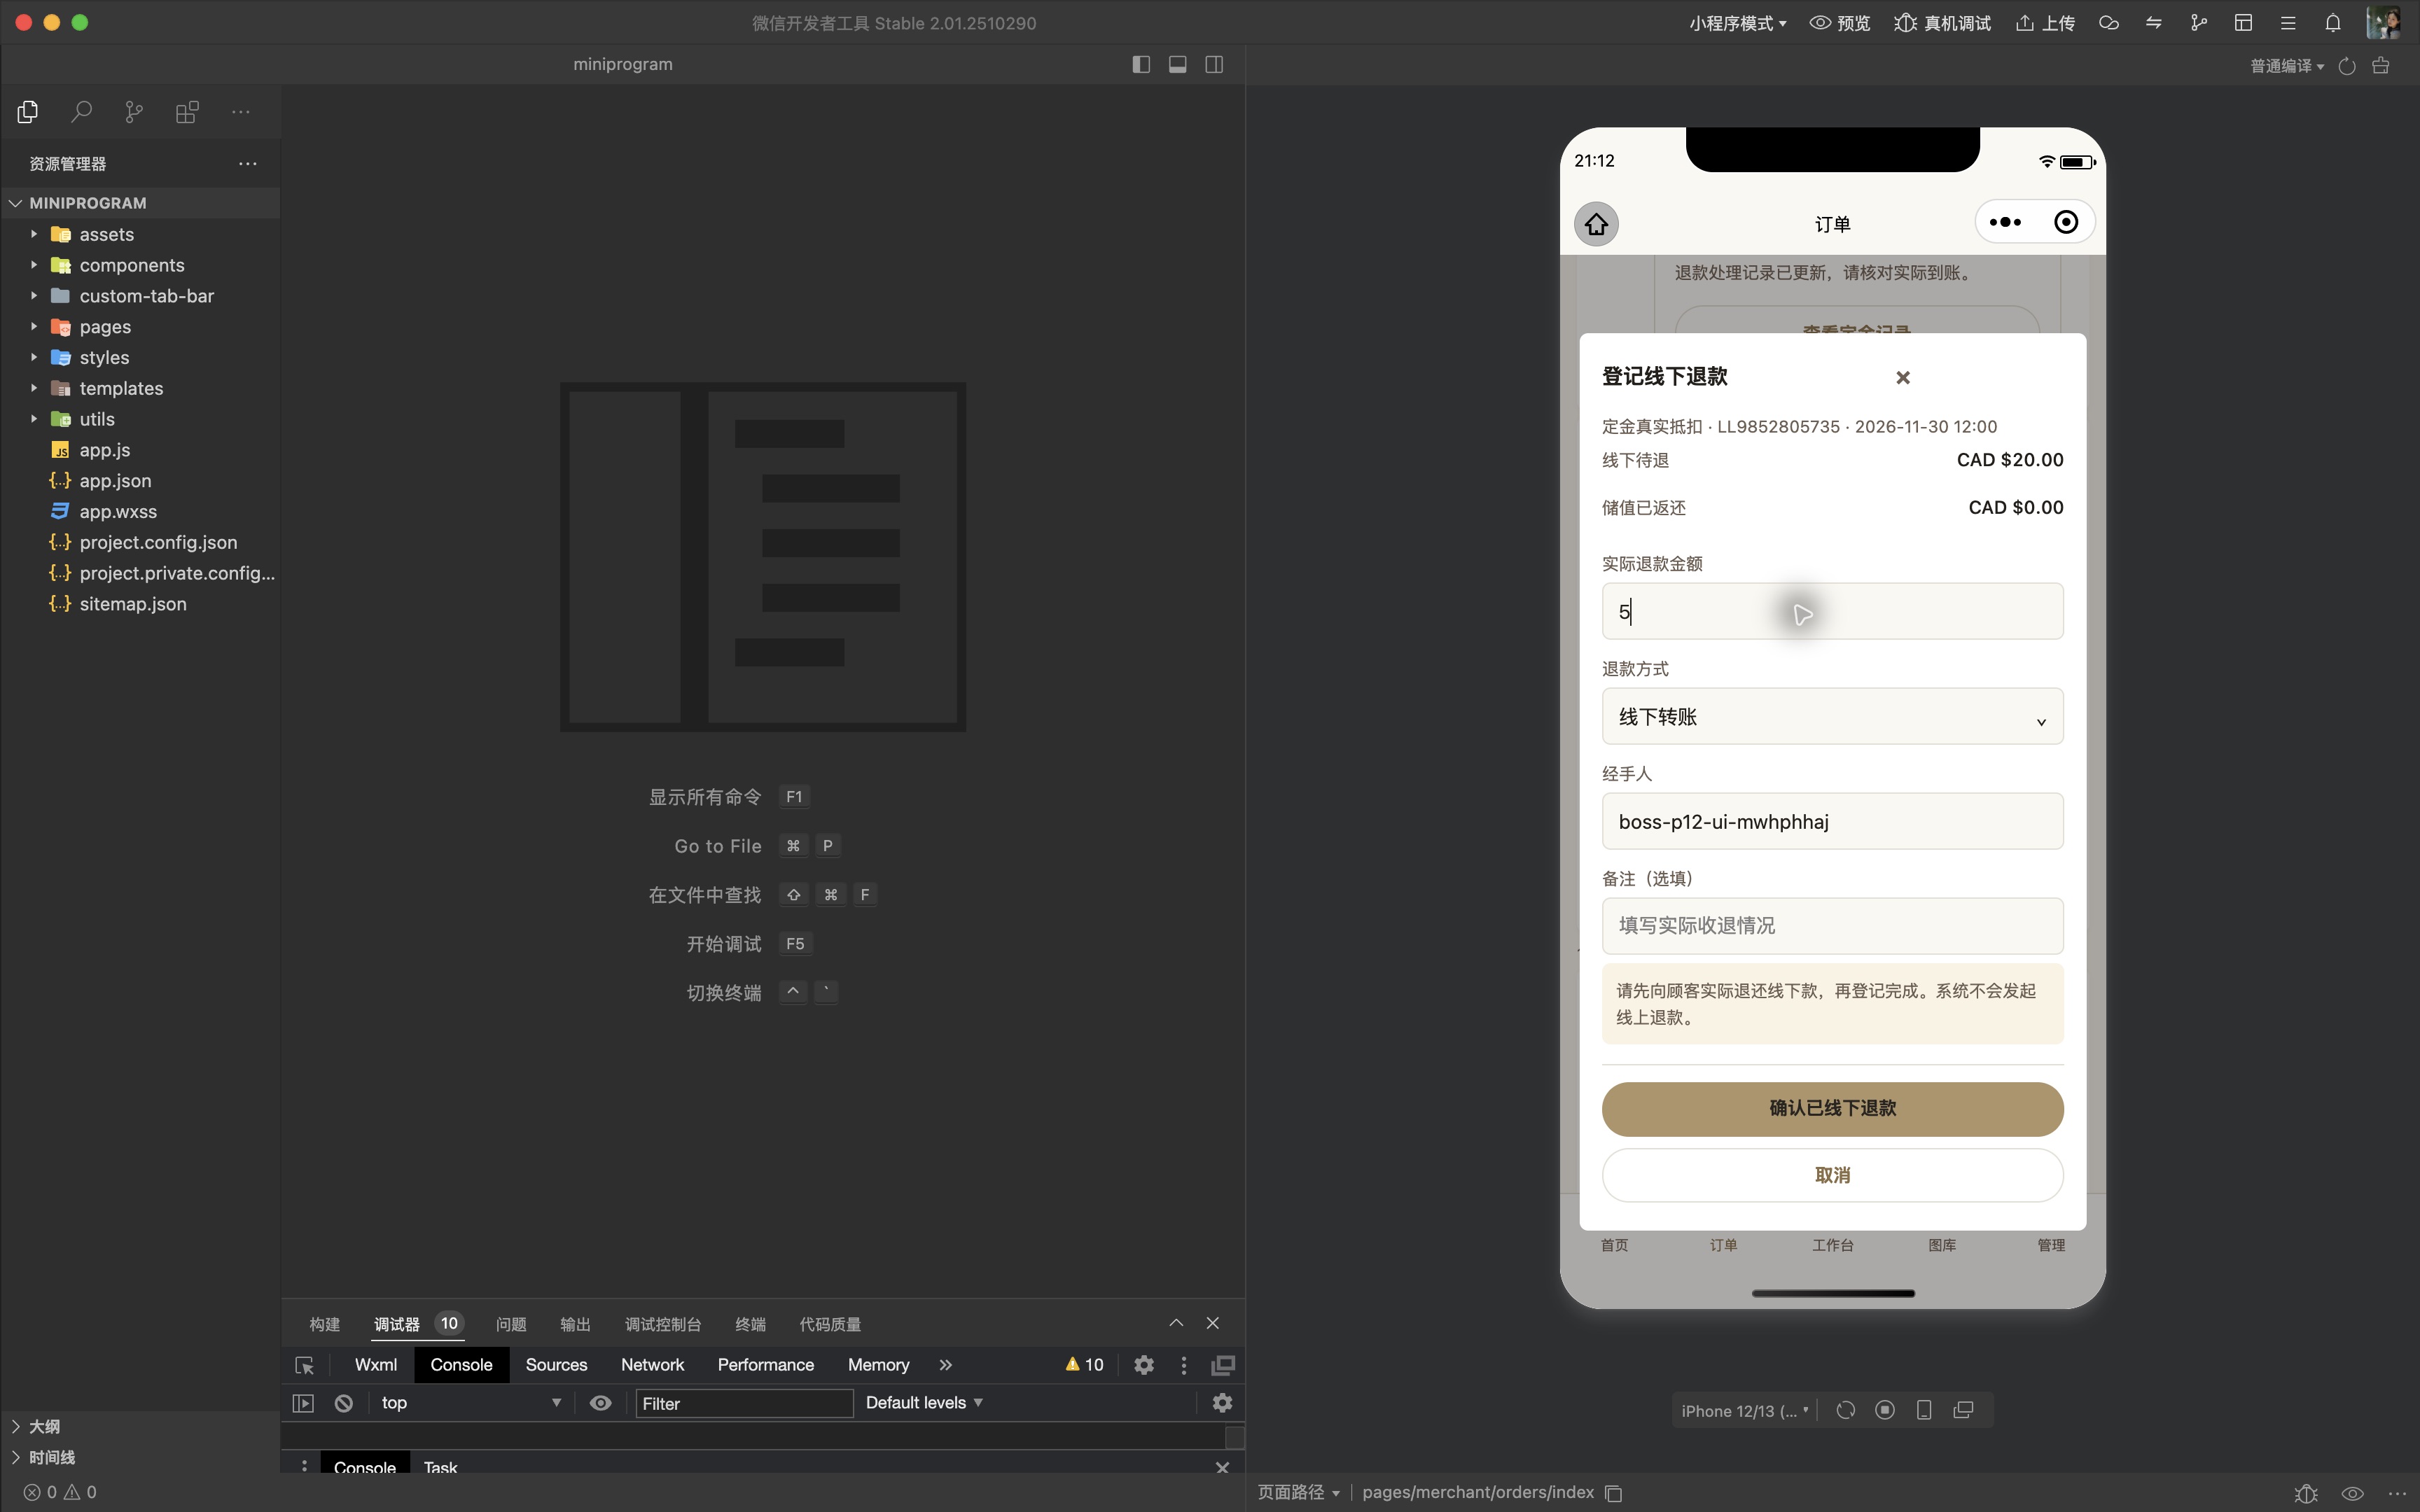 微信开发者工具 Stable 2.01.2510290
小程序模式
预览
真机调试
上传
miniprogram
普通编译
资源管理器
MINIPROGRAM
assets
components
custom-tab-bar
pages
styles
templates
utils
app.js
app.json
app.wxss
project.config.json
project.private.config...
sitemap.json
大纲
时间线
0
0
显示所有命令 F1
Go to File ⌘ P
在文件中查找 ⇧ ⌘ F
开始调试 F5
切换终端 ^ `
构建
调试器 10
问题
输出
调试控制台
终端
代码质量
Wxml
Console
Sources
Network
Performance
Memory
10
top
Filter
Default levels
Console
Task
21:12
订单
退款处理记录已更新，请核对实际到账。
查看定金记录
登记线下退款
定金真实抵扣 · LL9852805735 · 2026-11-30 12:00
线下待退 CAD $20.00
储值已返还 CAD $0.00
实际退款金额
5
退款方式
线下转账
经手人
boss-p12-ui-mwhphhaj
备注（选填）
填写实际收退情况
请先向顾客实际退还线下款，再登记完成。系统不会发起
线上退款。
确认已线下退款
取消
首页
订单
工作台
图库
管理
iPhone 12/13 (...
页面路径
pages/merchant/orders/index